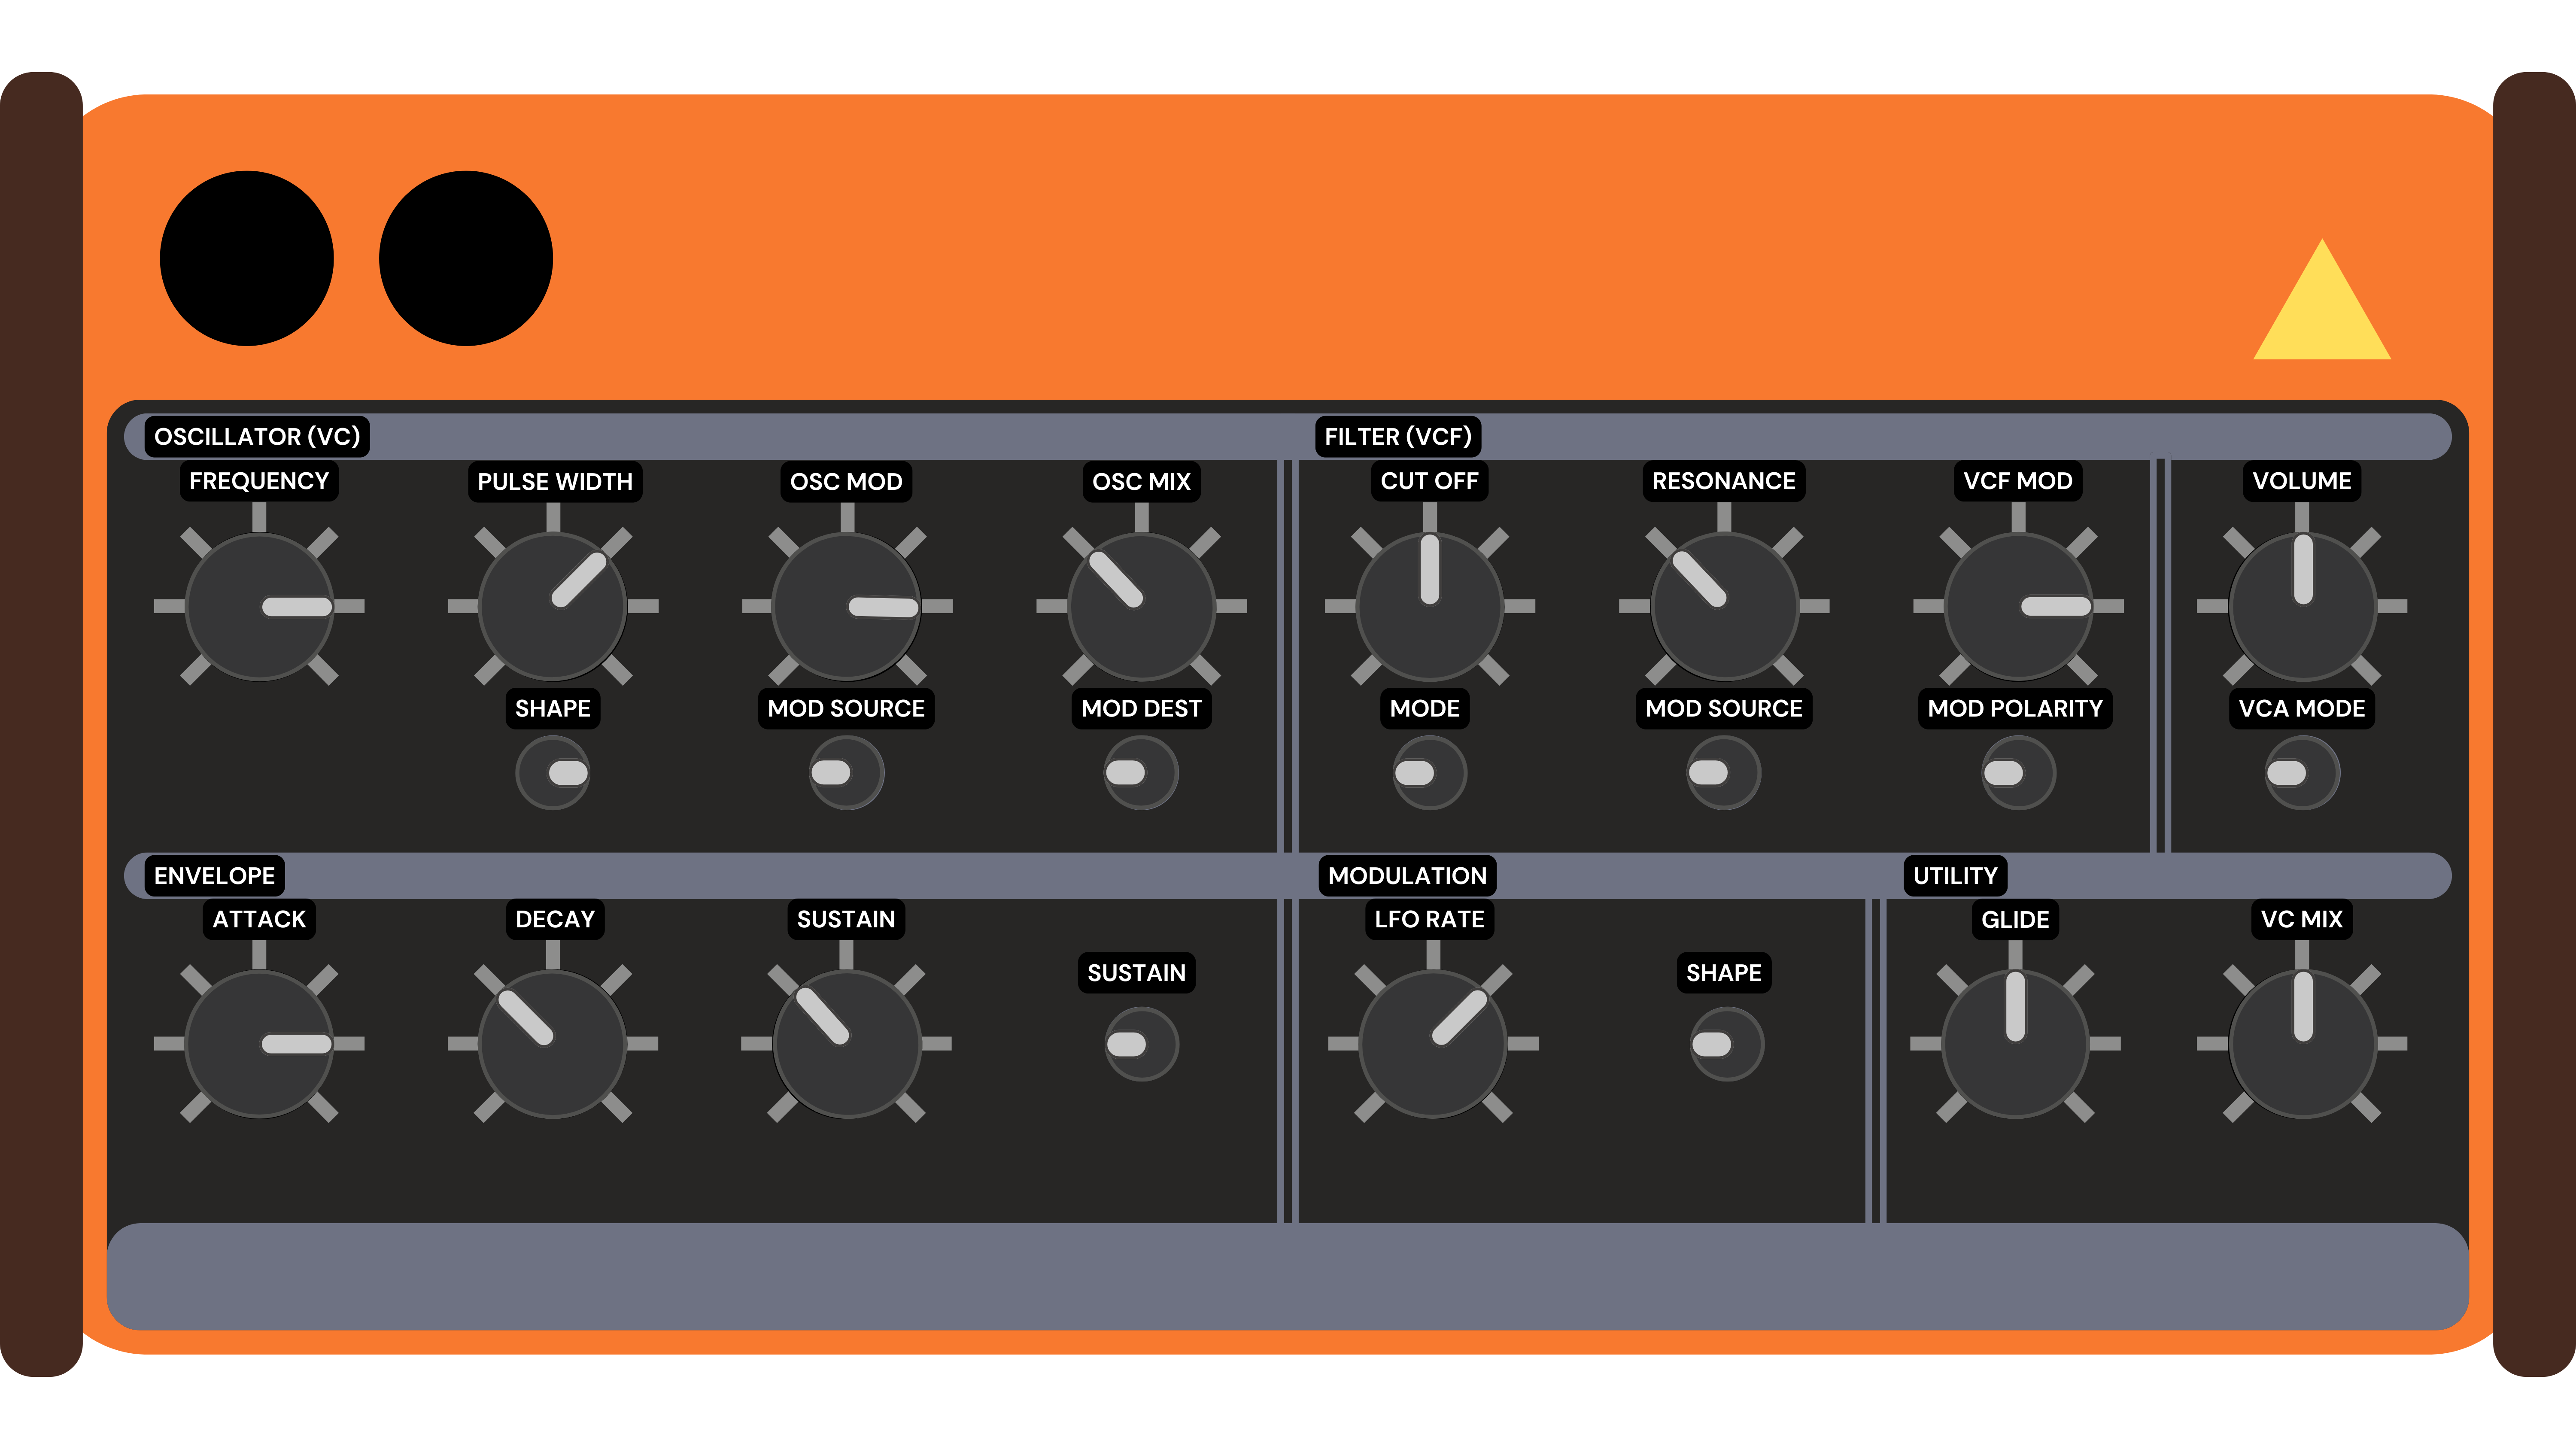 OSCILLATOR (VC)
FILTER (VCF)
FREQUENCY
PULSE WIDTH
OSC MOD
OSC MIX
CUT OFF
RESONANCE
VCF MOD
VOLUME
SHAPE
MOD SOURCE
MOD DEST
MODE
MOD SOURCE
MOD POLARITY
VCA MODE
ENVELOPE
MODULATION
UTILITY
ATTACK
DECAY
SUSTAIN
SUSTAIN
LFO RATE
SHAPE
GLIDE
VC MIX